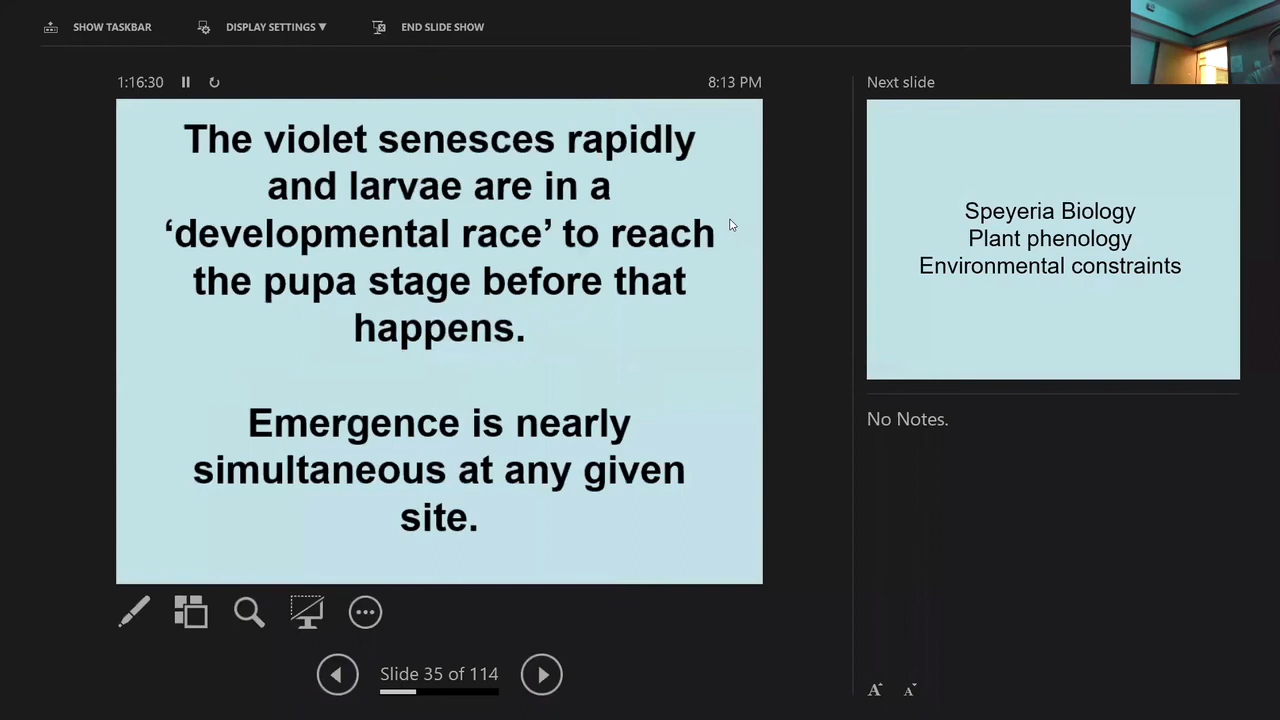 SHOW TASKBAR DISPLAY SETTINGS ▼ END SLIDE SHOW
1:16:30 8:13 PM
The violet senesces rapidly
and larvae are in a
‘developmental race’ to reach
the pupa stage before that
happens.
Emergence is nearly
simultaneous at any given
site.
Slide 35 of 114
Next slide
Speyeria Biology
Plant phenology
Environmental constraints
No Notes.
A A